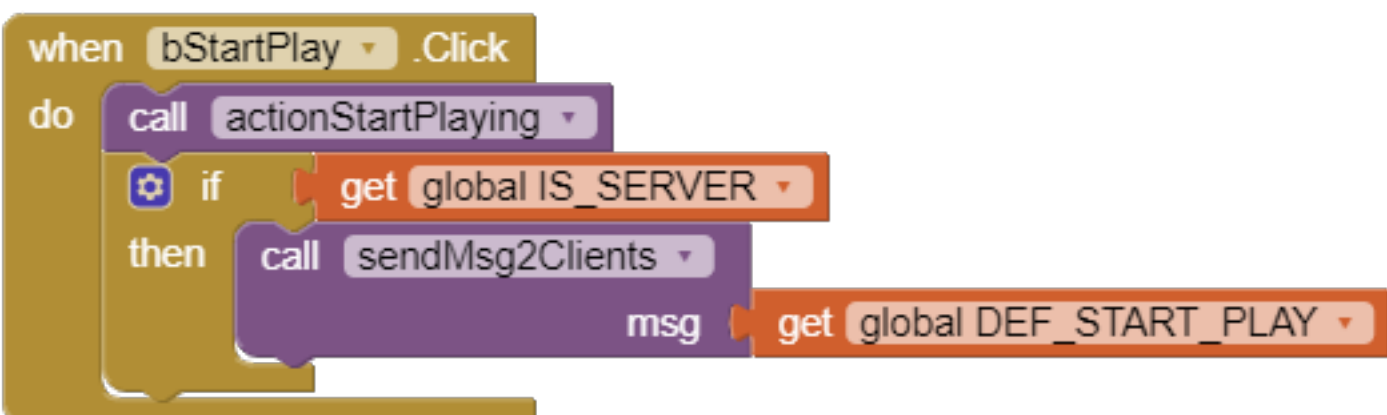 when bStartPlay .Click
do call actionStartPlaying
if get global IS_SERVER
then call sendMsg2Clients
msg get global DEF_START_PLAY